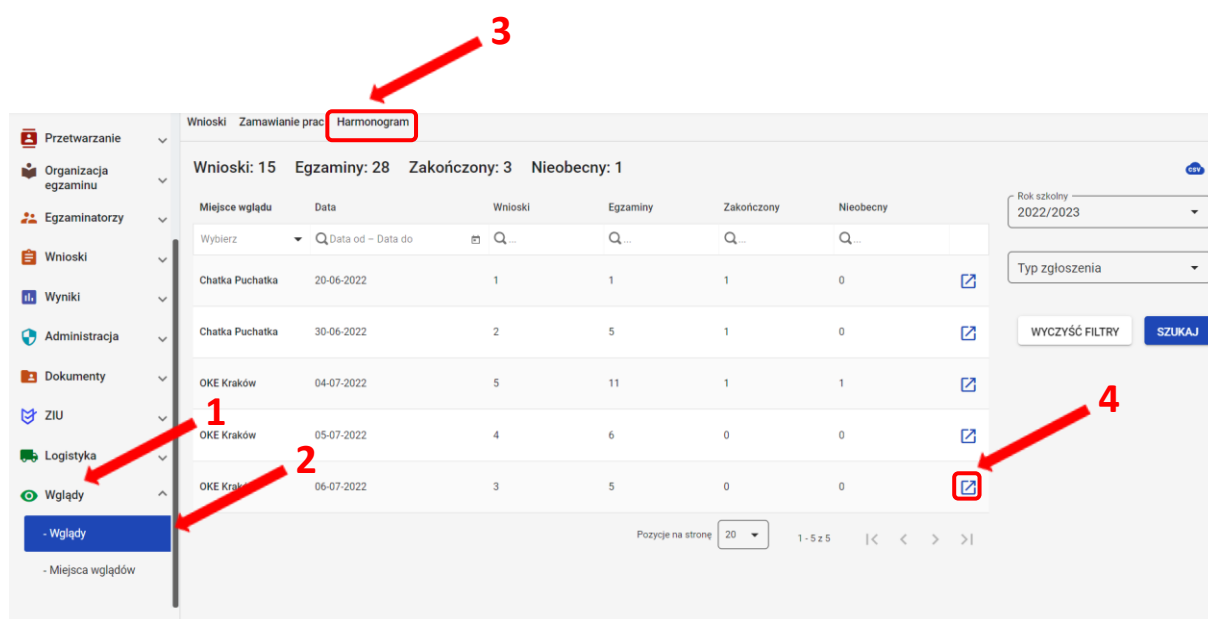 3
Wnioski Zamawianie prac Harmonogram
Przetwarzanie
Organizacja
egzaminu
Egzaminatorzy
Wnioski
Wyniki
Administracja
Dokumenty
ZIU
Logistyka
Wglądy
- Wglądy
- Miejsca wglądów
1
2
Wnioski: 15 Egzaminy: 28 Zakończony: 3 Nieobecny: 1
Miejsce wglądu Data Wnioski Egzaminy Zakończony Nieobecny
Wybierz Data od – Data do ... ... ... ...
Chatka Puchatka 20-06-2022 1 1 1 0
Chatka Puchatka 30-06-2022 2 5 1 0
OKE Kraków 04-07-2022 5 11 1 1
OKE Kraków 05-07-2022 4 6 0 0
OKE 06-07-2022 3 5 0 0
Pozycje na stronę 20 1 - 5 z 5
CSV
Rok szkolny
2022/2023
Typ zgłoszenia
WYCZYŚĆ FILTRY SZUKAJ
4